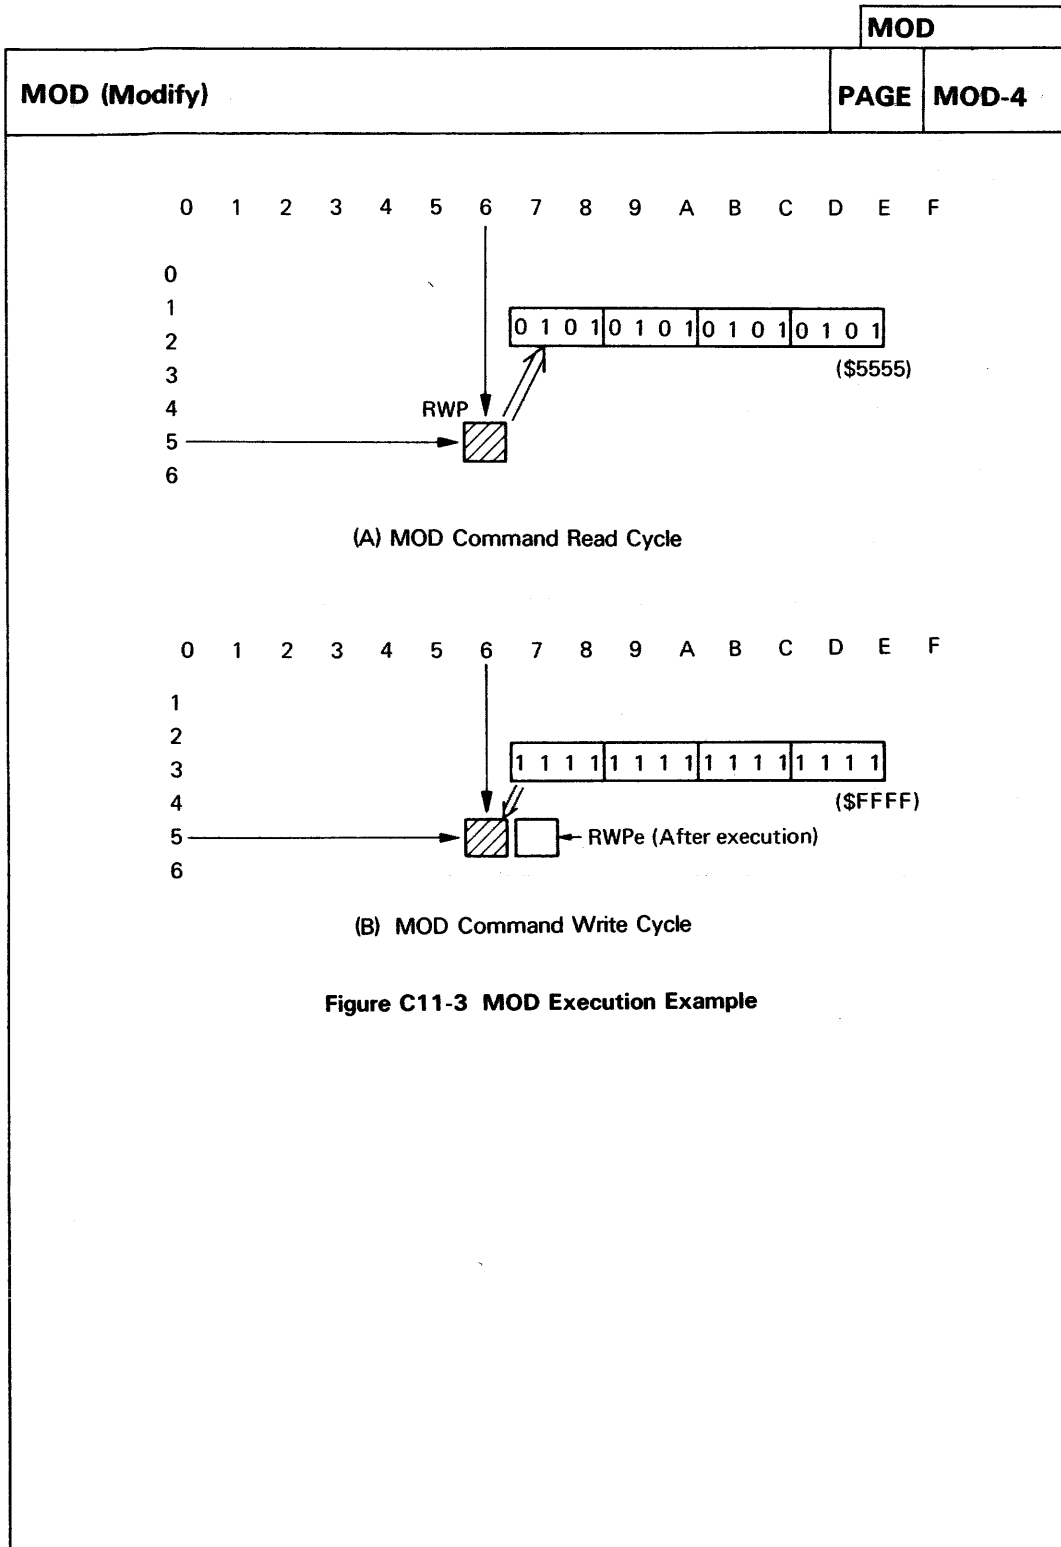 MOD
MOD (Modify) PAGE MOD-4
0 1 2 3 4 5 6 7 8 9 A B C D E F
0
1
0 1 0 1 0 1 0 1 0 1 0 1 0 1 0 1
2
3 ($5555)
4 RWP
5
6
(A) MOD Command Read Cycle
0 1 2 3 4 5 6 7 8 9 A B C D E F
1
2
3 1 1 1 1 1 1 1 1 1 1 1 1 1 1 1 1
4 ($FFFF)
5 RWPe (After execution)
6
(B) MOD Command Write Cycle
Figure C11-3 MOD Execution Example